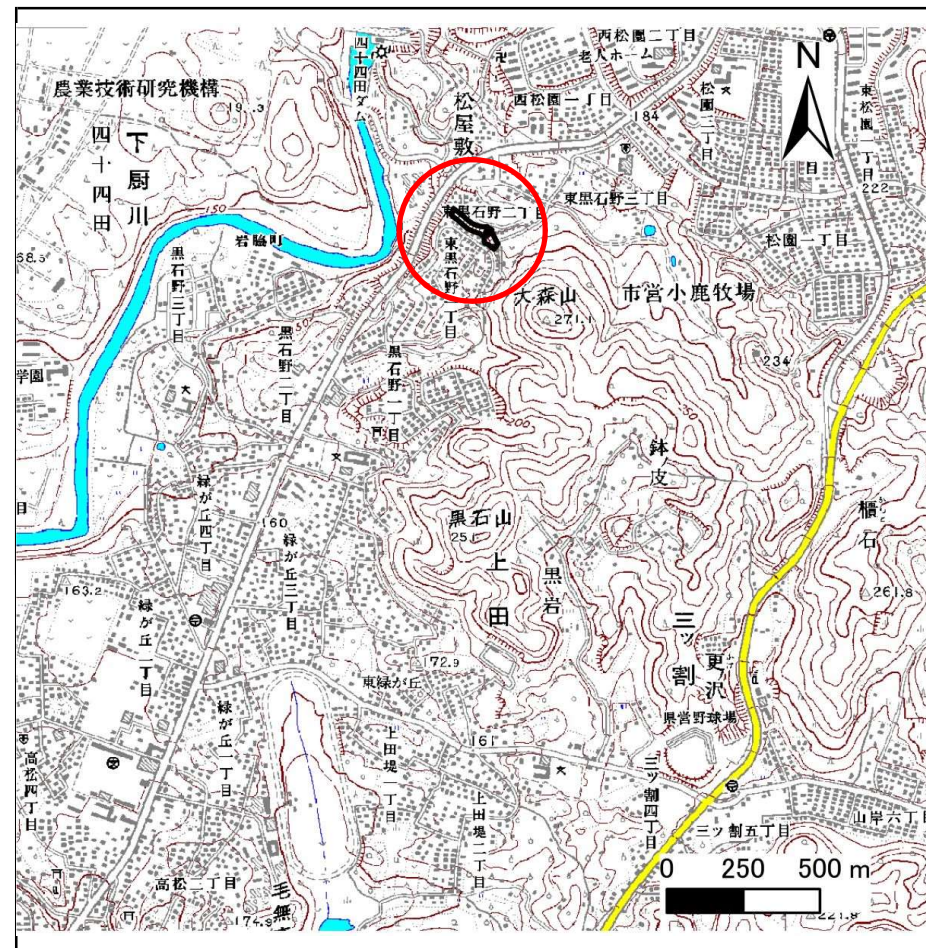 四十四田ダム
西松園二丁目
老人ホーム
N
農業技術研究機構
191.3
松屋敷
西松園一丁目
松園二丁目
東松園一丁目
184
下厨川
四十四田
222
150
東黒石野二丁目
東黒石野三丁目
岩脇町
松園一丁目
68.5
黒石野三丁目
東黒石野一丁目
大森山
271.1
市営小鹿牧場
黒石野二丁目
234
学園
黒石野一丁目
200
鉢皮
緑が丘四丁目
黒石山
251
櫃石
上田
黒岩
160
緑が丘三丁目
163.2
261.8
三ッ割
更沢
緑が丘一丁目
172.9
東緑が丘
県営野球場
緑が丘二丁目
上田堤一丁目
161
高松四丁目
三ツ割四丁目
上田堤二丁目
山岸六丁目
三ツ割五丁目
高松二丁目
0 250 500 m
174.9
221.8